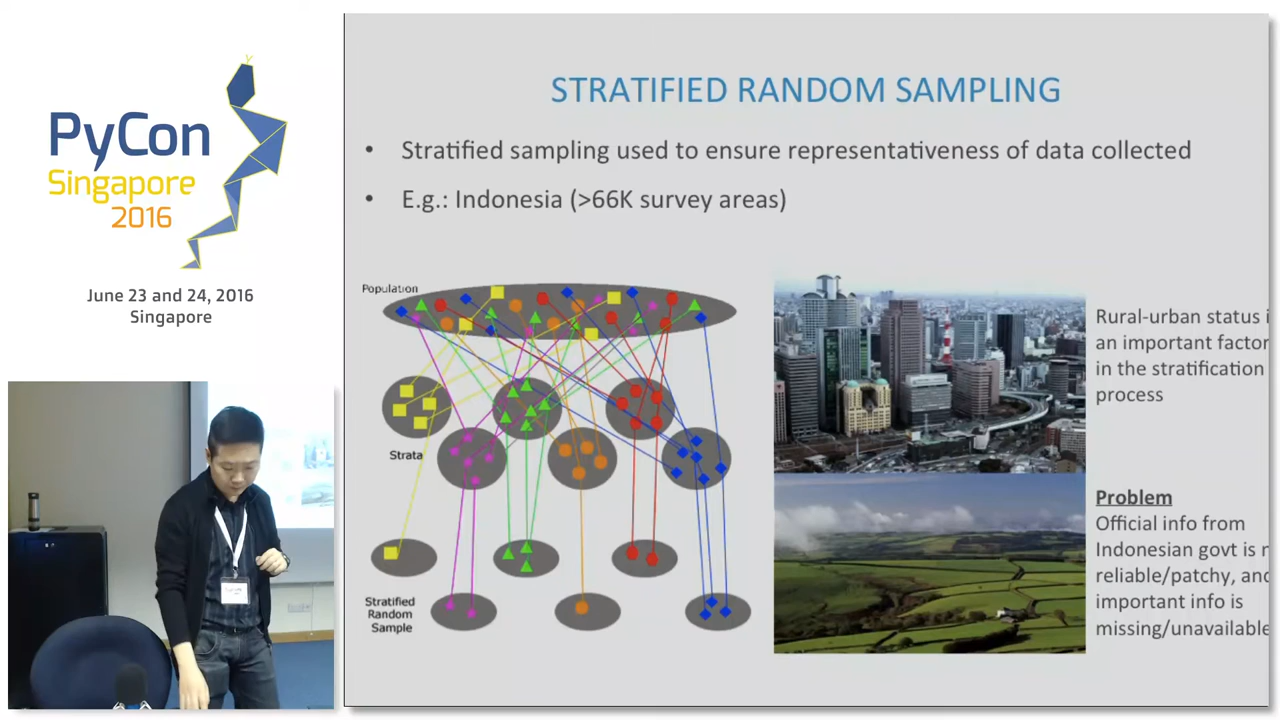 PyCon
Singapore
2016
June 23 and 24, 2016
Singapore
STRATIFIED RANDOM SAMPLING
• Stratified sampling used to ensure representativeness of data collected
• E.g.: Indonesia (>66K survey areas)
Population
Strata
Stratified
Random
Sample
Rural-urban status i
an important factor
in the stratification
process
Problem
Official info from
Indonesian govt is r
reliable/patchy, and
important info is
missing/unavailable